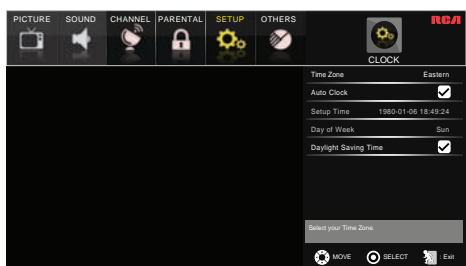 PICTURE SOUND CHANNEL PARENTAL SETUP OTHERS
RCA
CLOCK
Time Zone Eastern
Auto Clock
Setup Time 1980-01-06 18:49:24
Day of Week Sun
Daylight Saving Time
Select your Time Zone.
MOVE SELECT : Exit